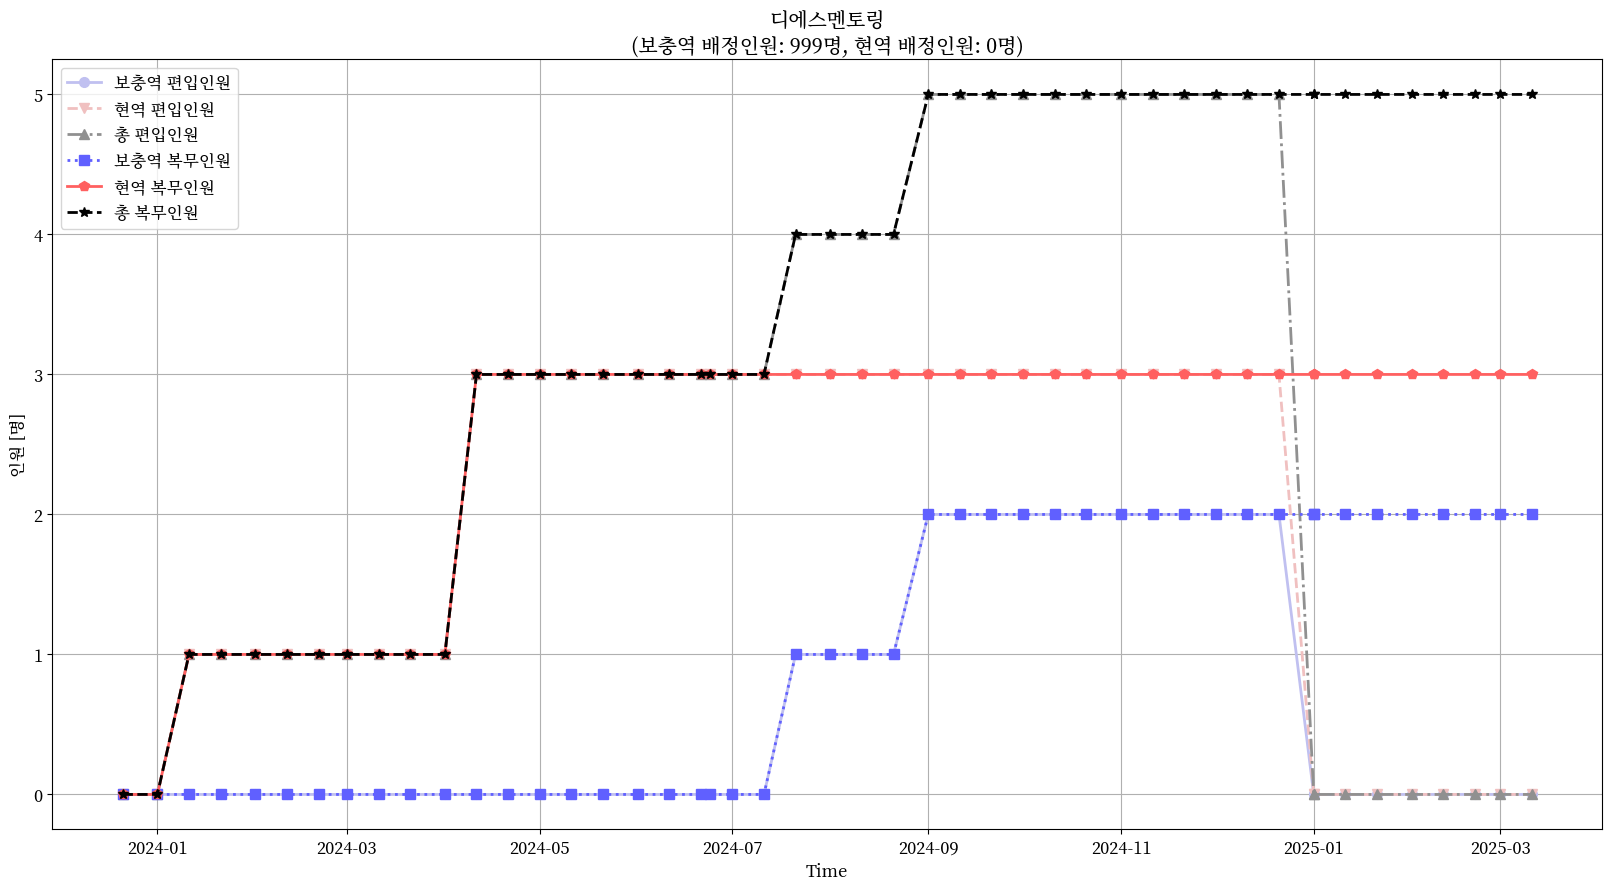 디에스멘토링
(보충역 배정인원: 999명, 현역 배정인원: 0명)
보충역 편입인원
현역 편입인원
총 편입인원
보충역 복무인원
현역 복무인원
총 복무인원
5
4
3
2
1
0
인원 [명]
2024-01
2024-03
2024-05
2024-07
2024-09
2024-11
2025-01
2025-03
Time